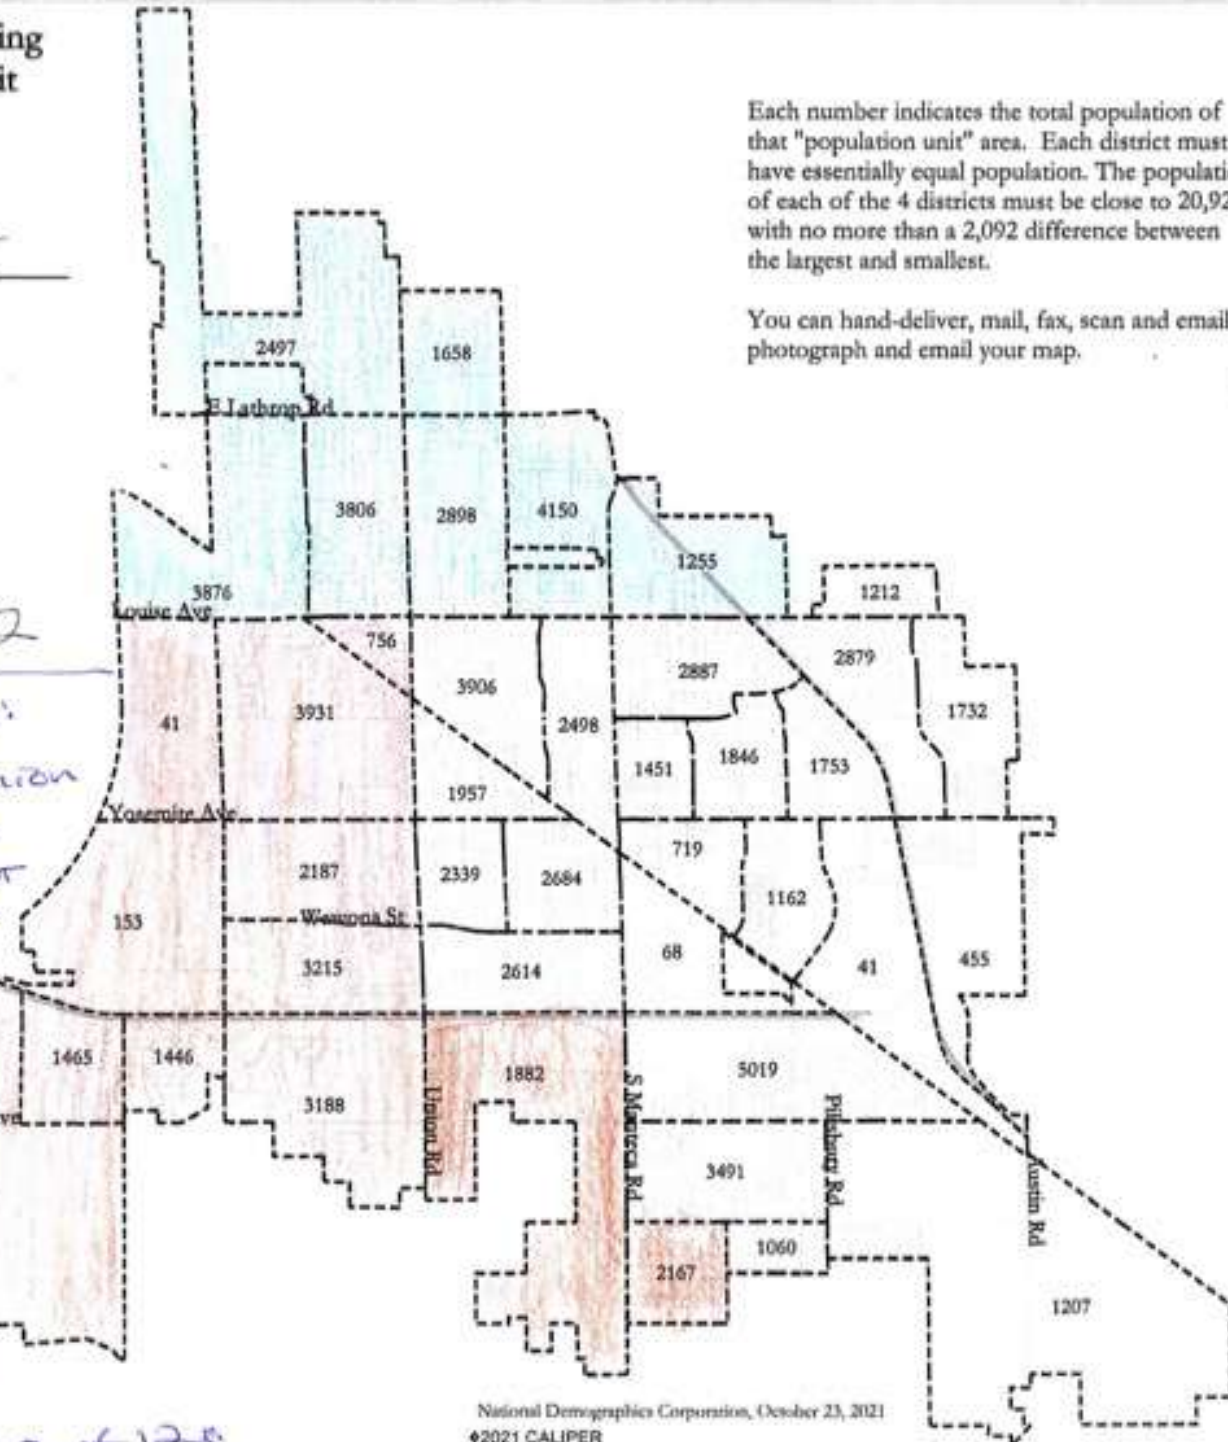 ing
it
Each number indicates the total population of
that "population unit" area. Each district must
have essentially equal population. The populati
of each of the 4 districts must be close to 20,92
with no more than a 2,092 difference between
the largest and smallest.
You can hand-deliver, mail, fax, scan and email
photograph and email your map.
2497
1658
E Lathrop Rd
3806
2898
4150
1255
3876
1212
Louise Ave
2
756
2887
2879
3906
41
3931
2498
1732
1451
1846
1753
nion
1957
Yosemite Ave
719
2187
2339
2684
1162
153
Wawona St
68
455
3215
2614
41
1465
1446
1882
5019
3188
Union Rd
S Manteca Rd
Pillsbury Rd
3491
Austin Rd
1060
2167
1207
National Demographics Corporation, October 23, 2021
©2021 CALIPER